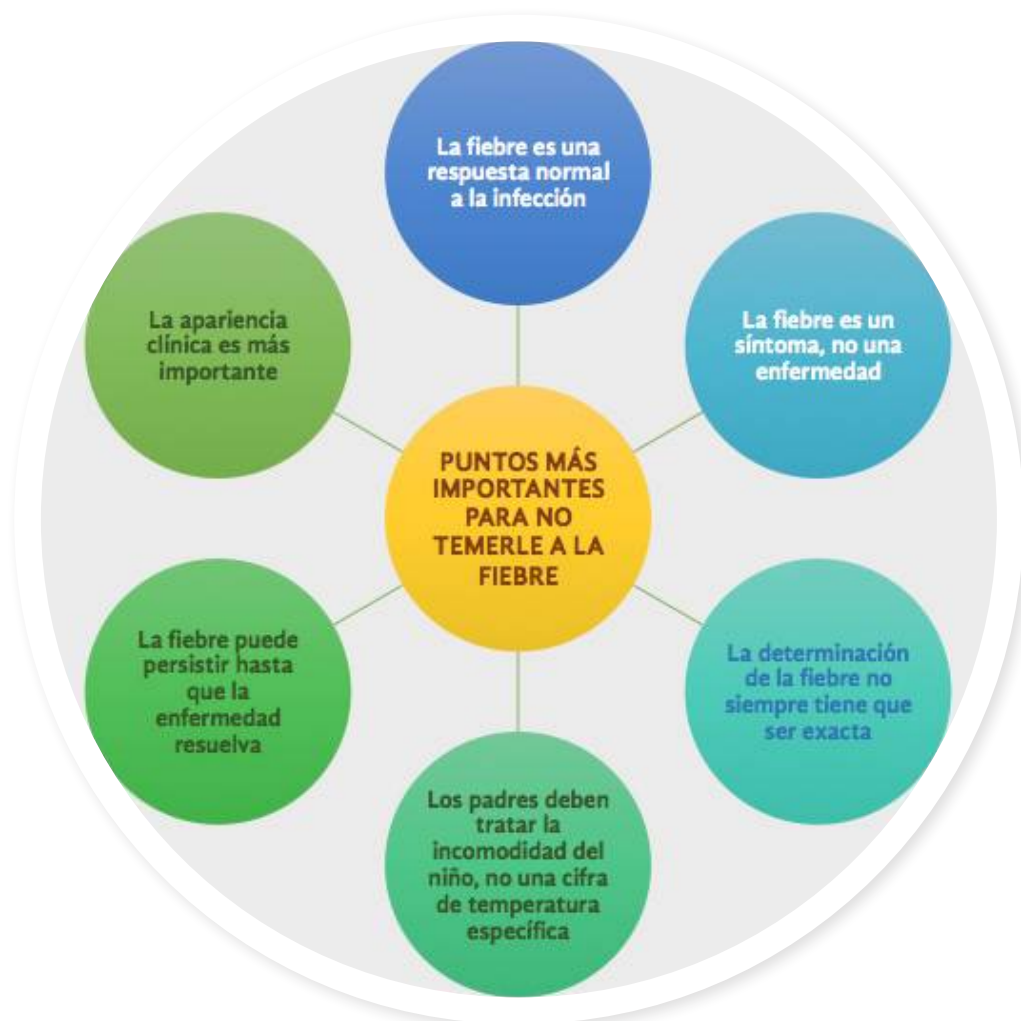 La fiebre es una
respuesta normal
a la infección
La fiebre es un
síntoma, no una
enfermedad
La determinación
de la fiebre no
siempre tiene que
ser exacta
Los padres deben
tratar la
incomodidad del
niño, no una cifra
de temperatura
específica
La fiebre puede
persistir hasta
que la
enfermedad
resuelva
La apariencia
clínica es más
importante
PUNTOS MÁS
IMPORTANTES
PARA NO
TEMERLE A LA
FIEBRE